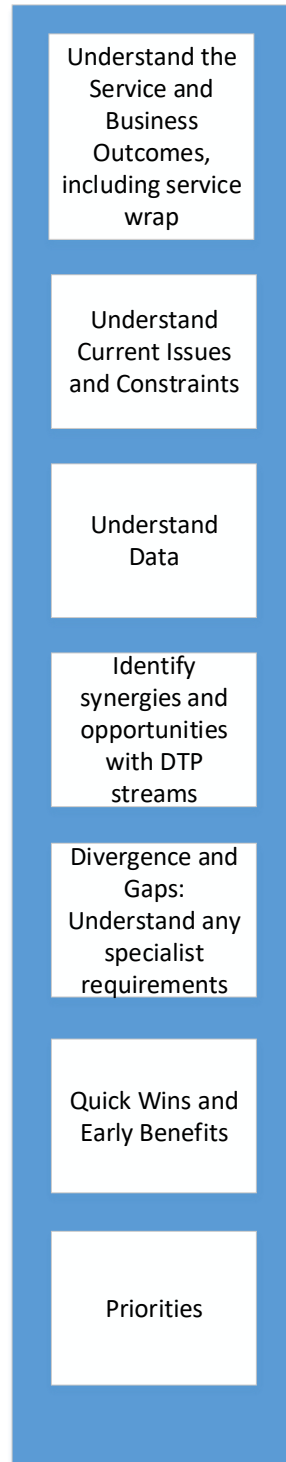 Understand the
Service and
Business
Outcomes,
including service
wrap
Understand
Current Issues
and Constraints
Understand
Data
Identify
synergies and
opportunities
with DTP
streams
Divergence and
Gaps:
Understand any
specialist
requirements
Quick Wins and
Early Benefits
Priorities